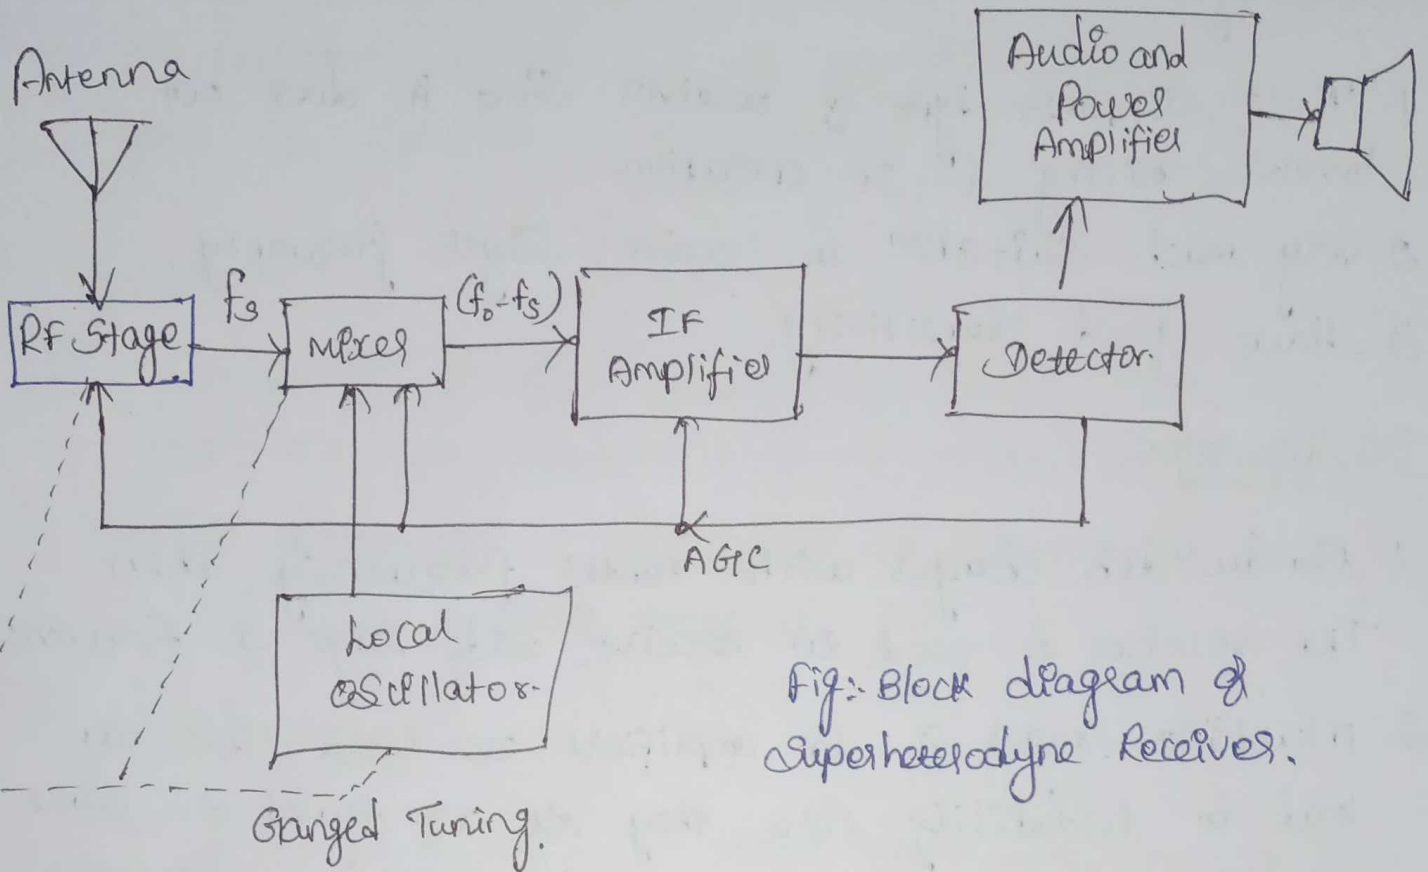 Antenna
Audio and
Power
Amplifier
RF Stage
fs
Mixer
(fo-fs)
IF
Amplifier
Detector.
AGC
Local
Oscillator.
Ganged Tuning.
Fig:- Block diagram of
Superheterodyne Receiver.